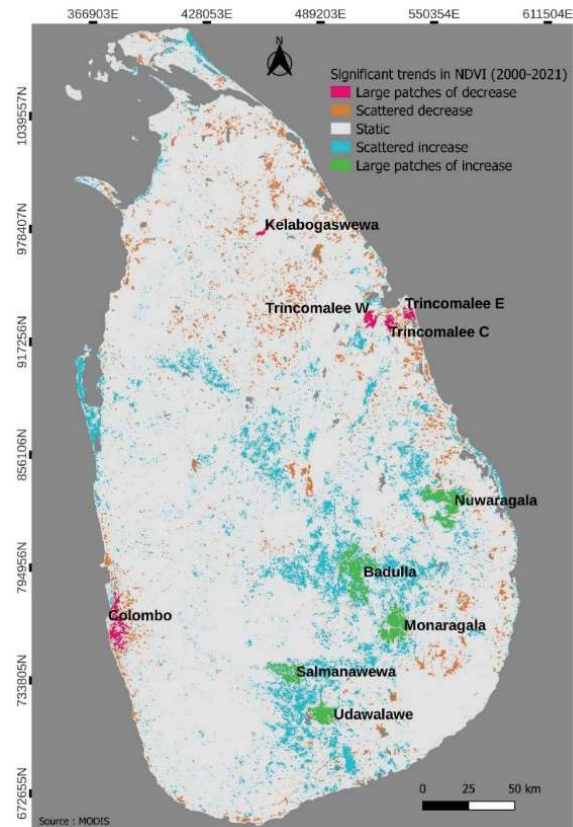 366903E 428053E 489203E 550354E 611504E
N
Significant trends in NDVI (2000-2021)
Large patches of decrease
Scattered decrease
Static
Scattered increase
Large patches of increase
1039557N
978407N
917256N
856106N
794956N
733805N
672655N
Kelabogaswewa
Trincomalee W
Trincomalee E
Trincomalee C
Nuwaragala
Badulla
Colombo
Monaragala
Salmanawewa
Udawalawe
0 25 50 km
Source : MODIS